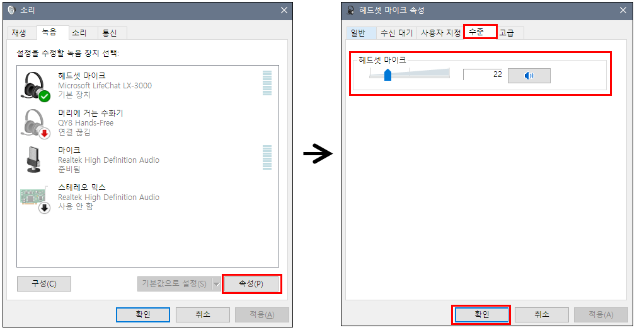 소리
재생 녹음 소리 통신
설정을 수정할 녹음 장치 선택:
헤드셋 마이크
Microsoft LifeChat LX-3000
기본 장치
머리에 거는 수화기
QYB Hands-Free
연결 끊김
마이크
Realtek High Definition Audio
준비됨
스테레오 믹스
Realtek High Definition Audio
사용 안 함
구성(C) 기본값으로 설정(S) 속성(P)
확인 취소 적용(A)
헤드셋 마이크 속성
일반 수신 대기 사용자 지정 수준 고급
헤드셋 마이크
22
확인 취소 적용(A)